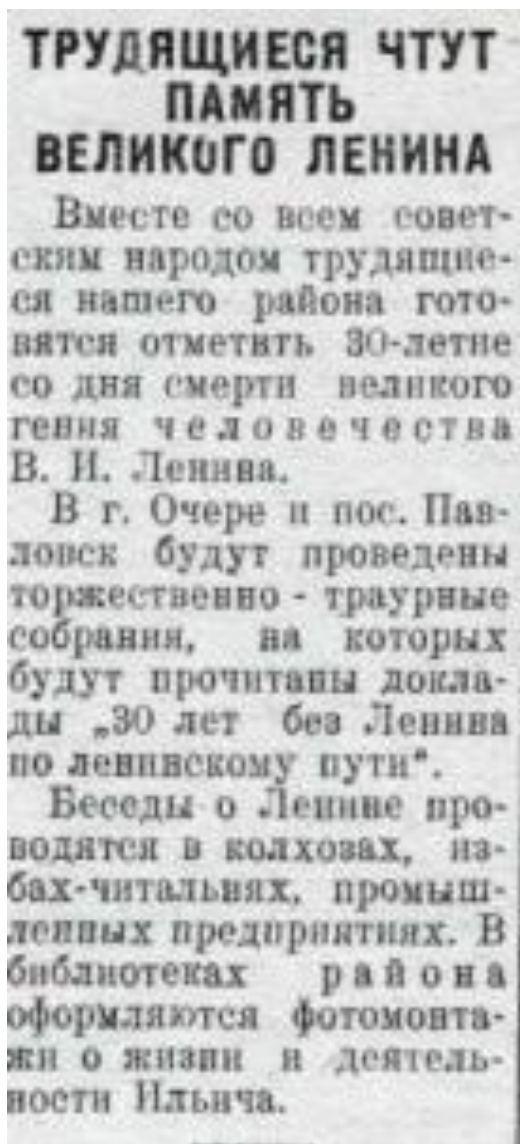 ТРУДЯЩИЕСЯ ЧТУТ
ПАМЯТЬ
ВЕЛИКОГО ЛЕНИНА
Вместе со всем совет-
ским народом трудящие-
ся нашего района гото-
вятся отметить 30-летие
со дня смерти великого
гения человечества
В. И. Ленина.
В г. Очере и пос. Пав-
ловск будут проведены
торжественно - траурные
собрания, на которых
будут прочитаны докла-
ды „30 лет без Ленина
по ленинскому пути“.
Беседы о Ленине про-
водятся в колхозах, из-
бах-читальнях, промыш-
ленных предприятиях. В
библиотеках района
оформляются фотомонта-
жи о жизни и деятель-
ности Ильича.